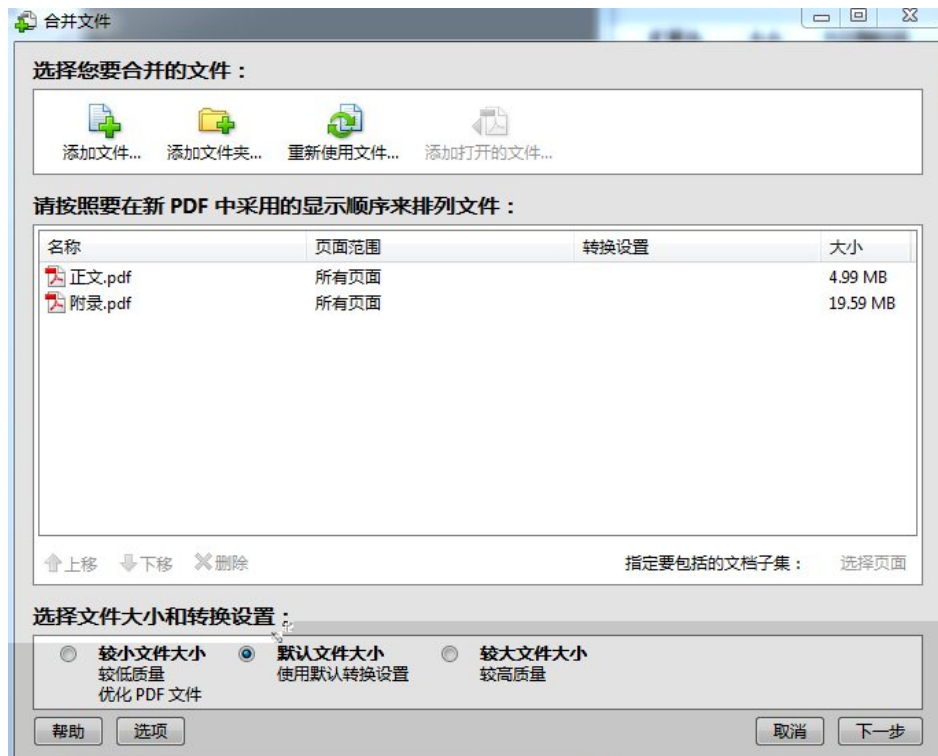 合并文件
选择您要合并的文件：
添加文件... 添加文件夹... 重新使用文件... 添加打开的文件...
请按照要在新 PDF 中采用的显示顺序来排列文件：
名称 页面范围 转换设置 大小
正文.pdf 所有页面 4.99 MB
附录.pdf 所有页面 19.59 MB
上移 下移 删除 指定要包括的文档子集： 选择页面
选择文件大小和转换设置：
较小文件大小 默认文件大小 较大文件大小
较低质量 使用默认转换设置 较高质量
优化 PDF 文件
帮助 选项 取消 下一步